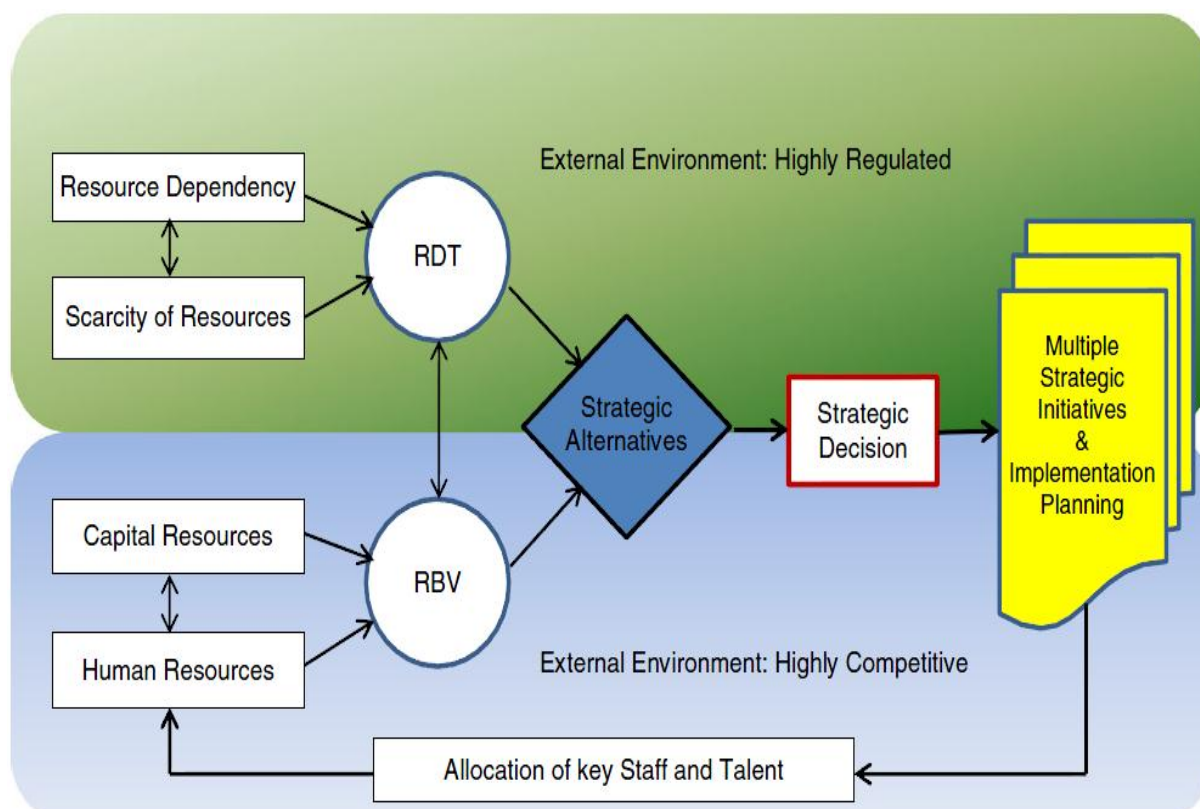 External Environment: Highly Regulated
Resource Dependency
RDT
Scarcity of Resources
Strategic
Alternatives
Strategic
Decision
Multiple
Strategic
Initiatives
&
Implementation
Planning
Capital Resources
RBV
Human Resources
External Environment: Highly Competitive
Allocation of key Staff and Talent